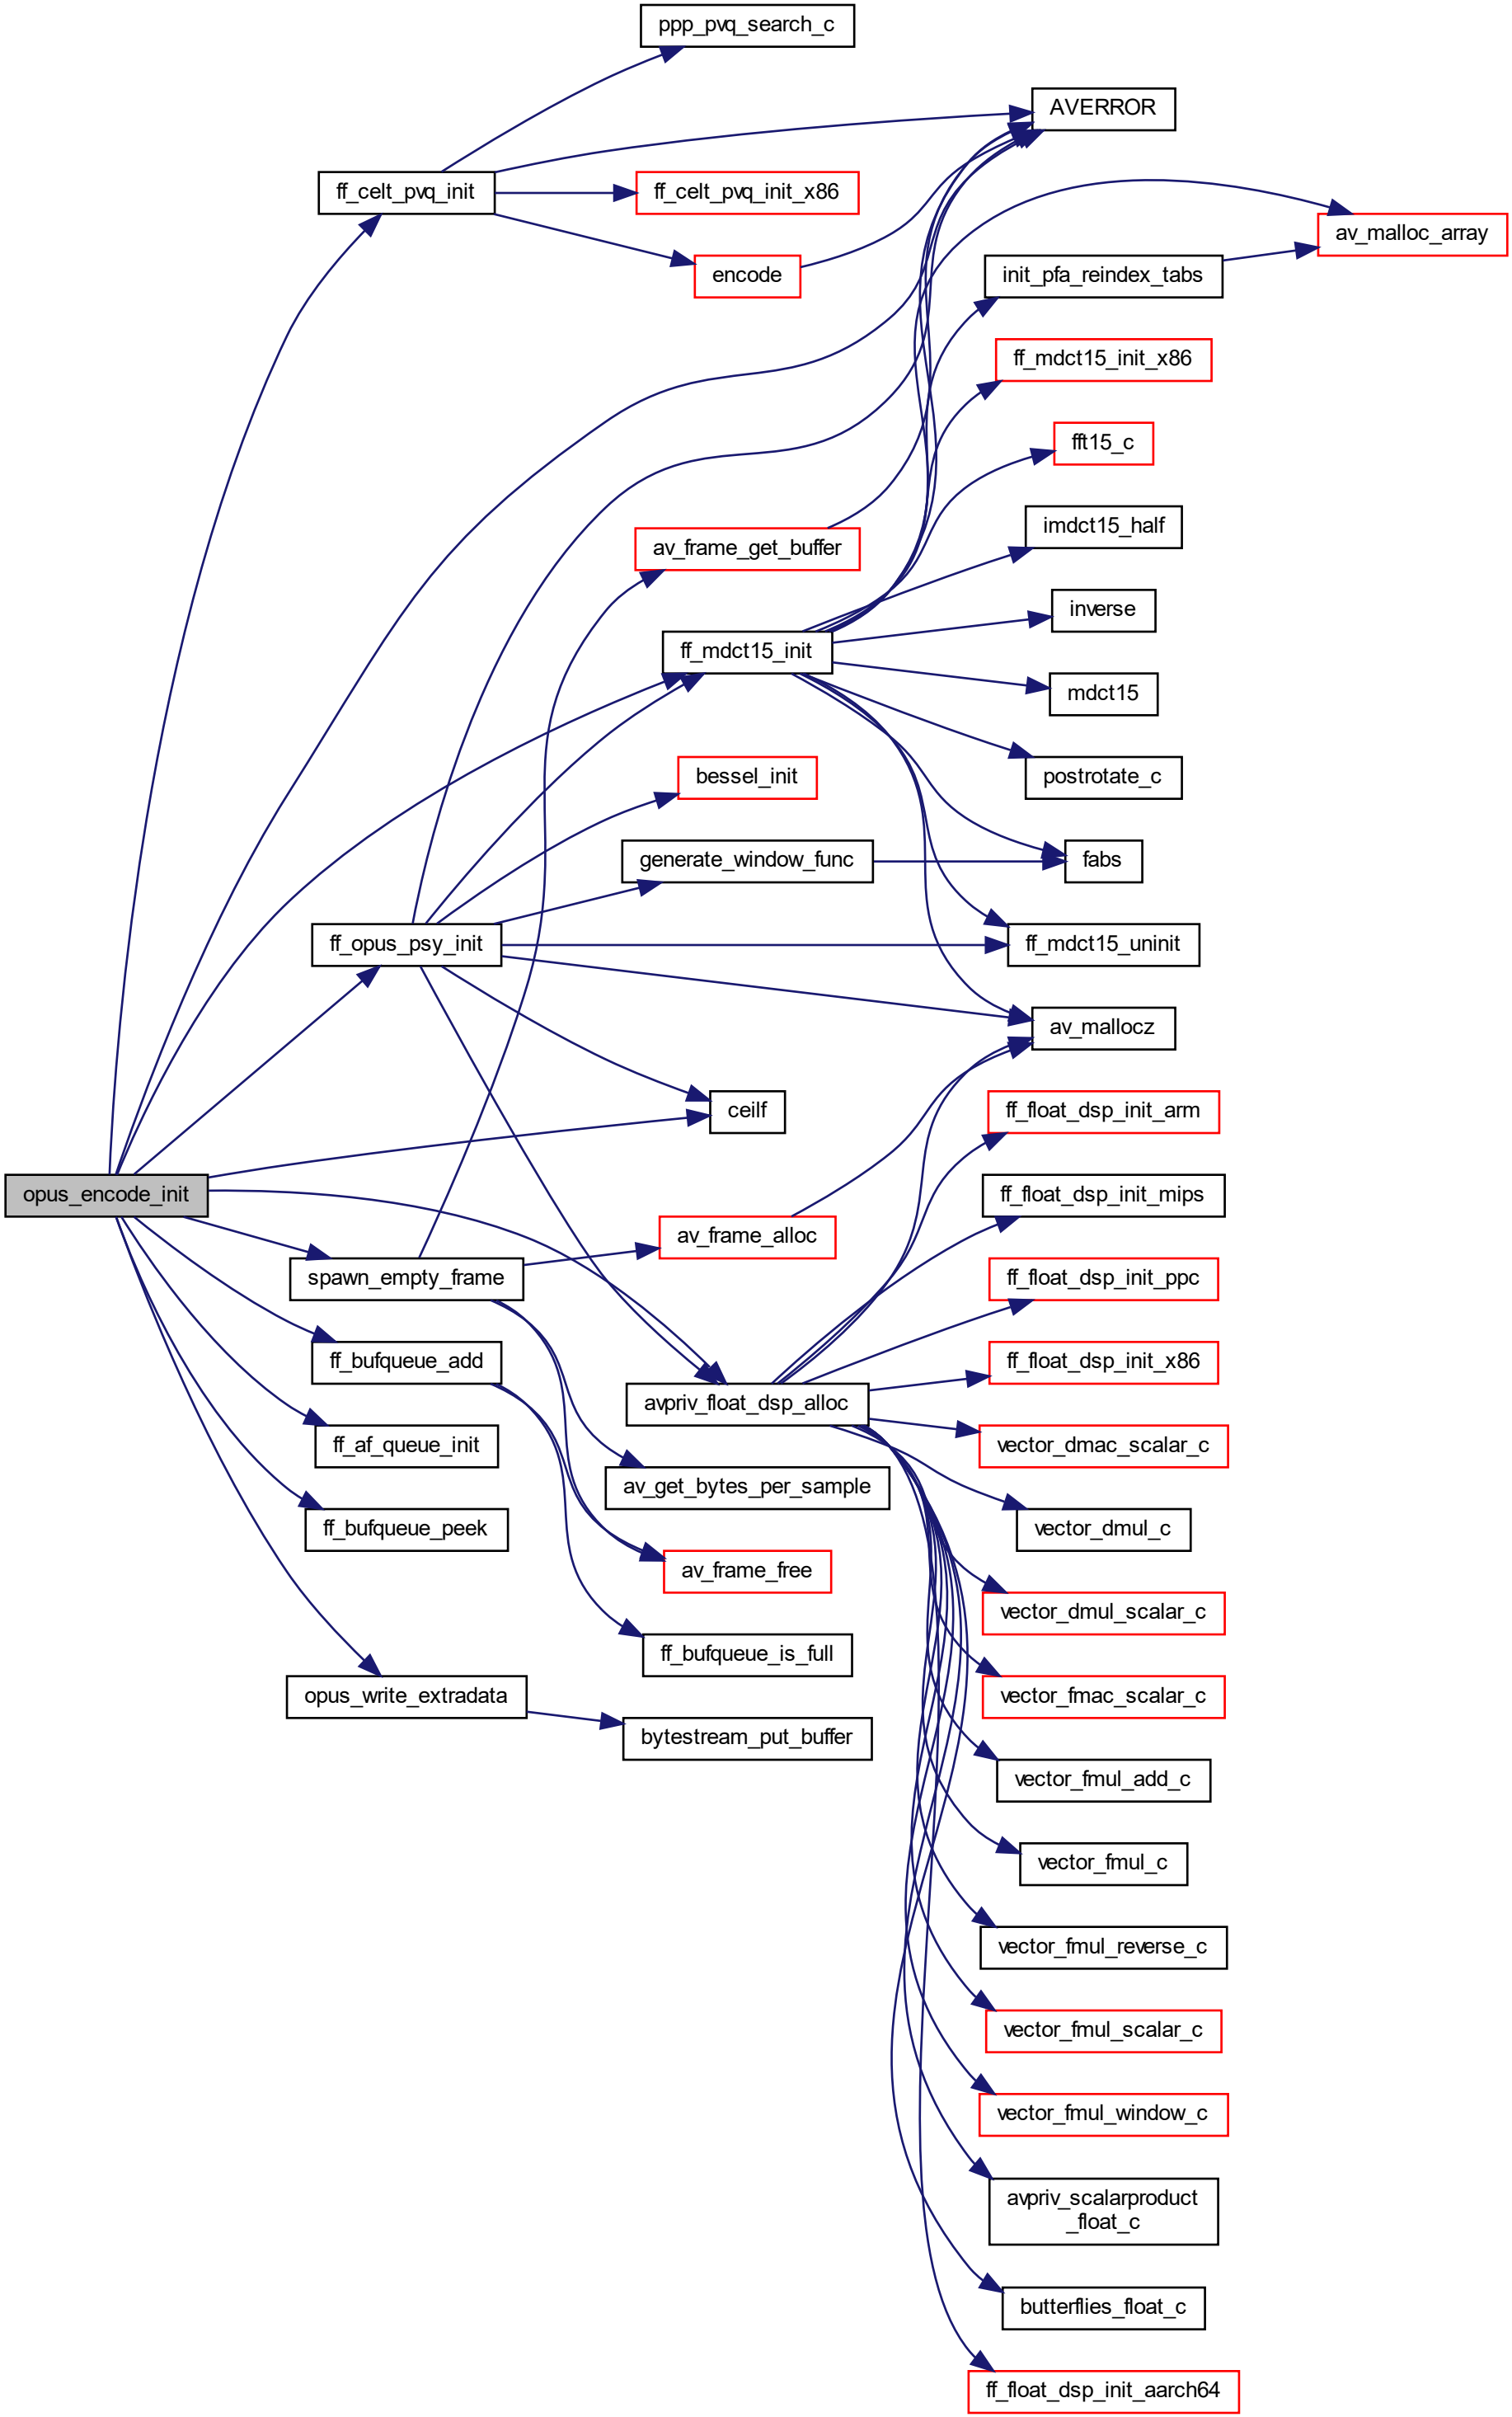 ppp_pvq_search_c
AVERROR
ff_celt_pvq_init
ff_celt_pvq_init_x86
av_malloc_array
encode
init_pfa_reindex_tabs
ff_mdct15_init_x86
fft15_c
imdct15_half
av_frame_get_buffer
inverse
ff_mdct15_init
mdct15
bessel_init
postrotate_c
generate_window_func
fabs
ff_opus_psy_init
ff_mdct15_uninit
av_mallocz
ceilf
ff_float_dsp_init_arm
opus_encode_init
ff_float_dsp_init_mips
av_frame_alloc
spawn_empty_frame
ff_float_dsp_init_ppc
ff_bufqueue_add
ff_float_dsp_init_x86
avpriv_float_dsp_alloc
ff_af_queue_init
vector_dmac_scalar_c
av_get_bytes_per_sample
ff_bufqueue_peek
vector_dmul_c
av_frame_free
vector_dmul_scalar_c
ff_bufqueue_is_full
opus_write_extradata
vector_fmac_scalar_c
bytestream_put_buffer
vector_fmul_add_c
vector_fmul_c
vector_fmul_reverse_c
vector_fmul_scalar_c
vector_fmul_window_c
avpriv_scalarproduct
_float_c
butterflies_float_c
ff_float_dsp_init_aarch64